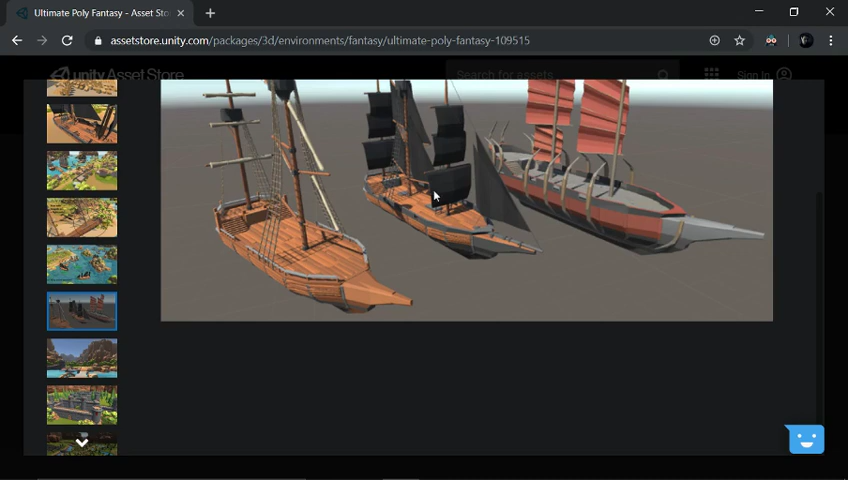 Ultimate Poly Fantasy - Asset Sto
assetstore.unity.com/packages/3d/environments/fantasy/ultimate-poly-fantasy-109515
unity Asset Store
Search for assets
Sign In